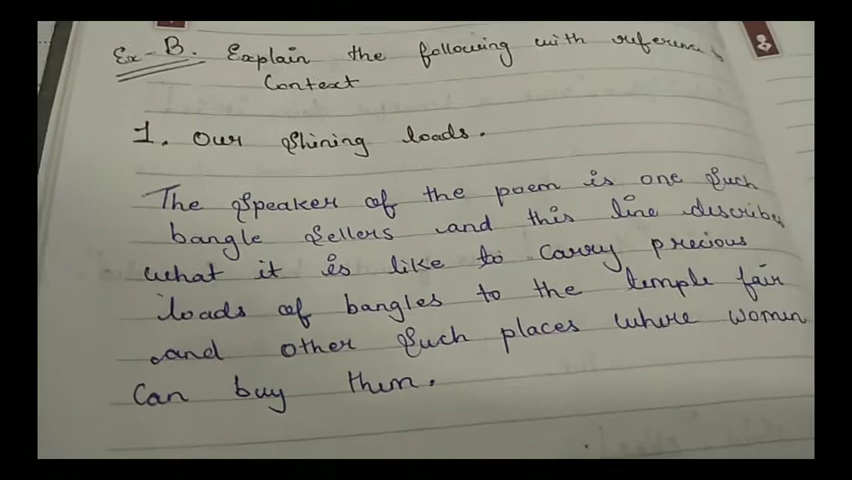 Ex-B. Explain the following with reference to
Context
1. Our shining loads.
The Speaker of the poem is one such
bangle sellers and this line describes
what it is like to carry precious
loads of bangles to the temple fair
and other such places where women
can buy them.